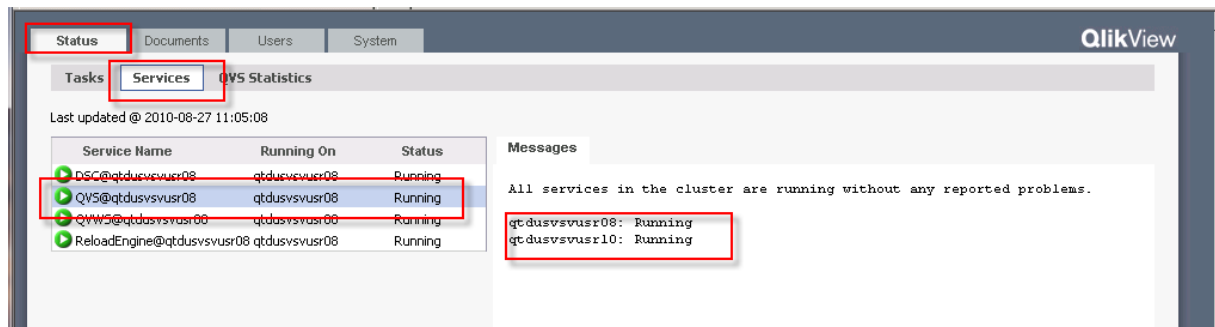 Status Documents Users System QlikView
Tasks Services QVS Statistics
Last updated @ 2010-08-27 11:05:08
Service Name Running On Status
DSC@qtdusvsvusr08 qtdusvsvusr08 Running
QVS@qtdusvsvusr08 qtdusvsvusr08 Running
QVWS@qtdusvsvusr08 qtdusvsvusr08 Running
ReloadEngine@qtdusvsvusr08 qtdusvsvusr08 Running
Messages
All services in the cluster are running without any reported problems.
qtdusvsvusr08: Running
qtdusvsvusr10: Running